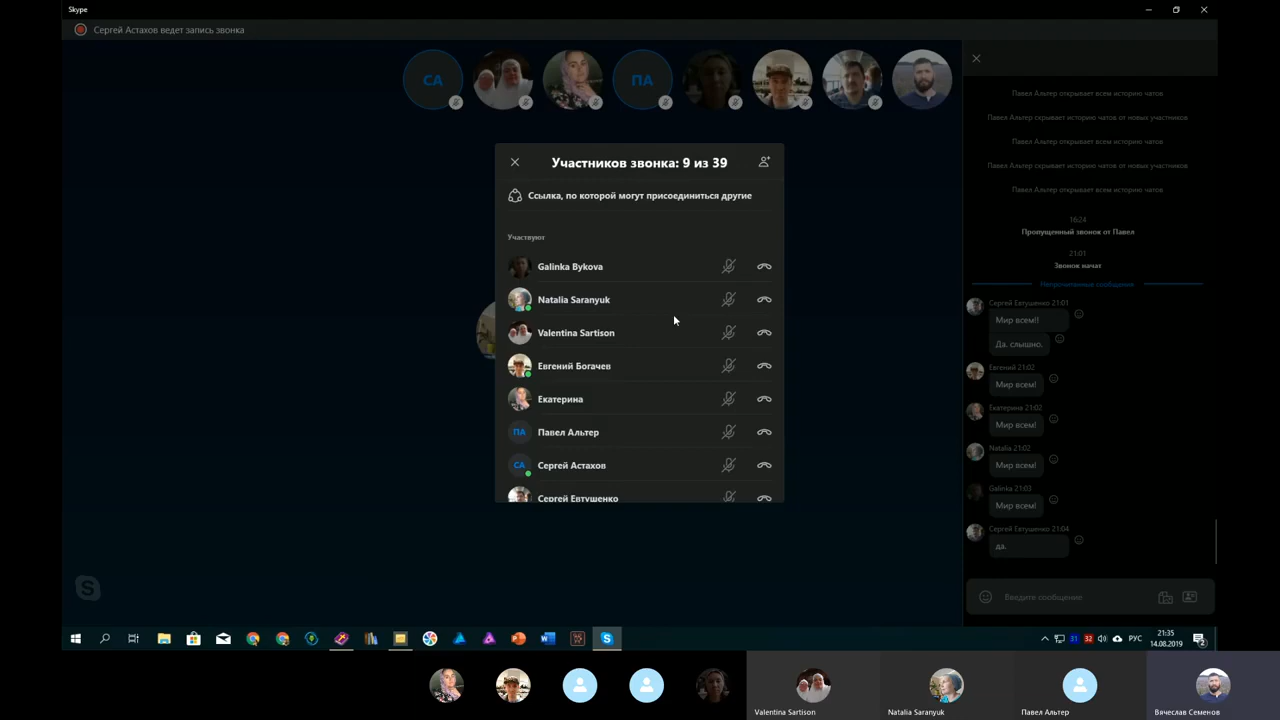 Skype
Сергей Астахов ведет запись звонка
СА
ПА
Участников звонка: 9 из 39
Ссылка, по которой могут присоединиться другие
Участвуют
Galinka Bykova
Natalia Saranyuk
Valentina Sartison
Евгений Богачев
Екатерина
ПА Павел Альтер
СА Сергей Астахов
Сергей Евтушенко
Павел Альтер открывает всем историю чатов
Павел Альтер скрывает историю чатов от новых участников
Павел Альтер открывает всем историю чатов
Павел Альтер скрывает историю чатов от новых участников
Павел Альтер открывает всем историю чатов
16:24
Пропущенный звонок от Павел
21:01
Звонок начат
Непрочитанные сообщения
Сергей Евтушенко 21:01
Мир всем!!
Да. слышно.
Евгений 21:02
Мир всем!
Екатерина 21:02
Мир всем!
Natalia 21:02
Мир всем!
Galinka 21:03
Мир всем!
Сергей Евтушенко 21:04
да.
Введите сообщение
31 32 РУС
21:35
14.08.2019
2
Valentina Sartison
Natalia Saranyuk
Павел Альтер
Вячеслав Семенов